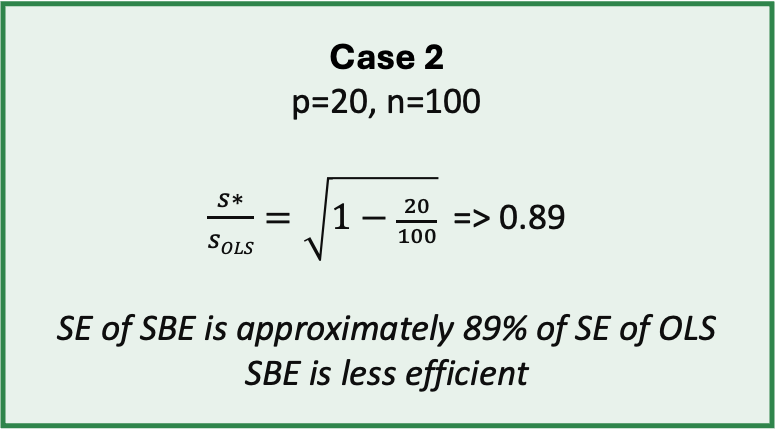 Case 2
p=20, n=100
s*/s_OLS = √(1 − 20/100) => 0.89
SE of SBE is approximately 89% of SE of OLS
SBE is less efficient